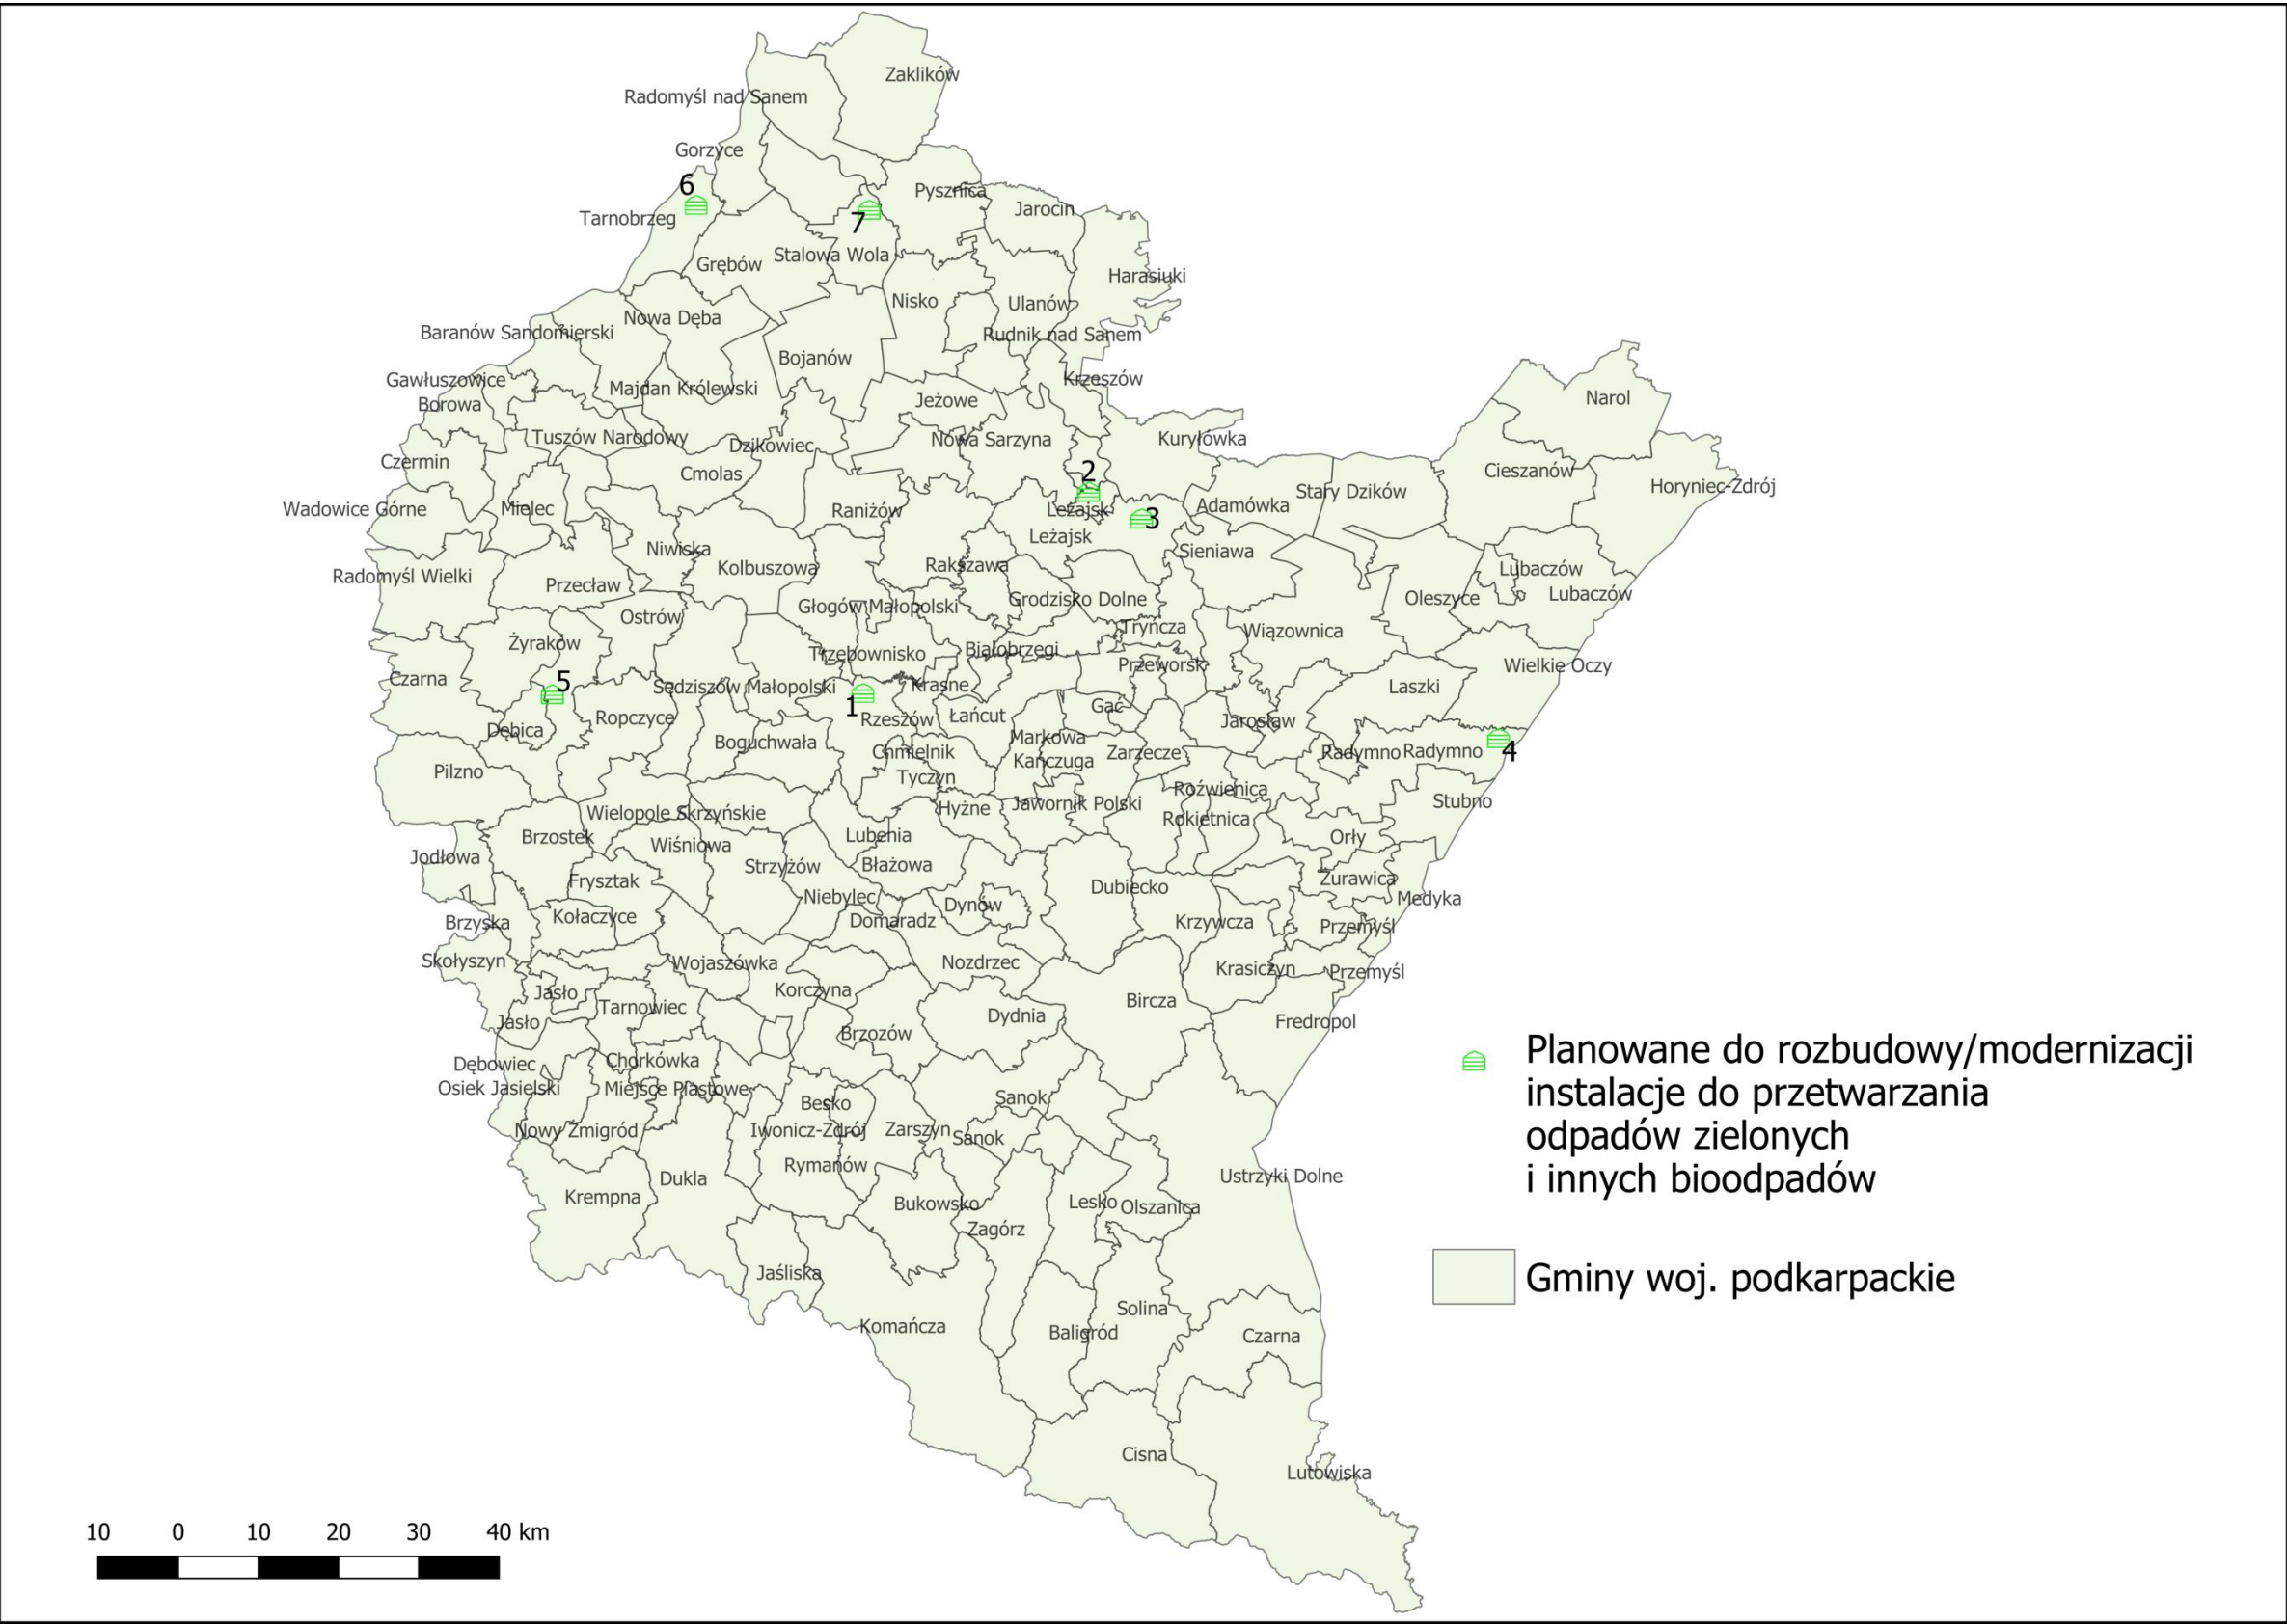 Zaklików
Radomyśl nad Sanem
Gorzyce
6
Pysznica
Jarocin
Tarnobrzeg
7
Stalowa Wola
Grębów
Harasiuki
Nisko
Ulanów
Nowa Dęba
Baranów Sandomierski
Rudnik nad Sanem
Bojanów
Gawłuszowice
Majdan Królewski
Krzeszów
Narol
Borowa
Jeżowe
Tuszów Narodowy
Dzikowiec
Nowa Sarzyna
Kuryłówka
Czermin
Cmolas
2
Cieszanów
Horyniec-Zdrój
Stary Dzików
Wadowice Górne
Mielec
Raniżów
Leżajsk
3
Adamówka
Leżajsk
Niwiska
Sieniawa
Kolbuszowa
Rakszawa
Lubaczów
Radomyśl Wielki
Przecław
Lubaczów
Głogów Małopolski
Grodzisko Dolne
Oleszyce
Ostrów
Tryńcza
Wiązownica
Żyraków
Trzebownisko
Białobrzegi
Przeworsk
Wielkie Oczy
Czarna
5
Sędziszów Małopolski
Krasne
Laszki
1
Rzeszów
Łańcut
Gać
Ropczyce
Jarosław
Dębica
Boguchwała
Markowa
Chmielnik
Kańczuga
Zarzecze
Radymno
Radymno
4
Pilzno
Tyczyn
Roźwienica
Stubno
Wielopole Skrzyńskie
Hyżne
Jawornik Polski
Rokietnica
Brzostek
Wiśniowa
Lubenia
Orły
Jodłowa
Strzyżów
Błażowa
Frysztak
Dubiecko
Żurawica
Niebylec
Medyka
Dynów
Kołaczyce
Brzyska
Domaradz
Krzywcza
Przemyśl
Skołyszyn
Wojaszówka
Nozdrzec
Krasiczyn
Przemyśl
Jasło
Korczyna
Tarnowiec
Bircza
Dydnia
Jasło
Brzozów
Fredropol
Dębowiec
Chorkówka
Osiek Jasielski
Miejsce Piastowe
Besko
Sanok
Nowy Żmigród
Iwonicz-Zdrój
Zarszyn
Sanok
Rymanów
Dukla
Ustrzyki Dolne
Krempna
Bukowsko
Lesko
Olszanica
Zagórz
Jaśliska
Solina
Komańcza
Baligród
Czarna
Cisna
Lutowiska
Planowane do rozbudowy/modernizacji
instalacje do przetwarzania
odpadów zielonych
i innych bioodpadów
Gminy woj. podkarpackie
10 0 10 20 30 40 km